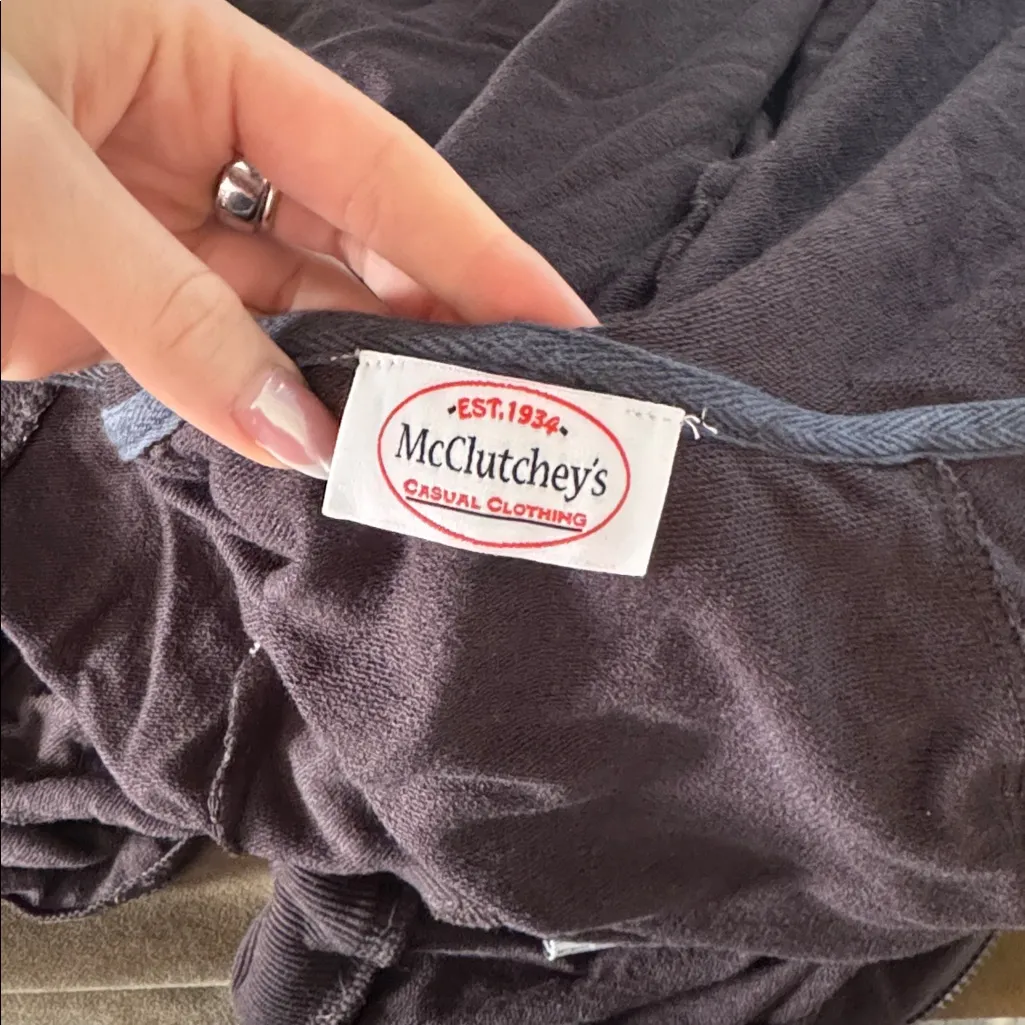 ·EST.1934·
McClutchey's
CASUAL CLOTHING